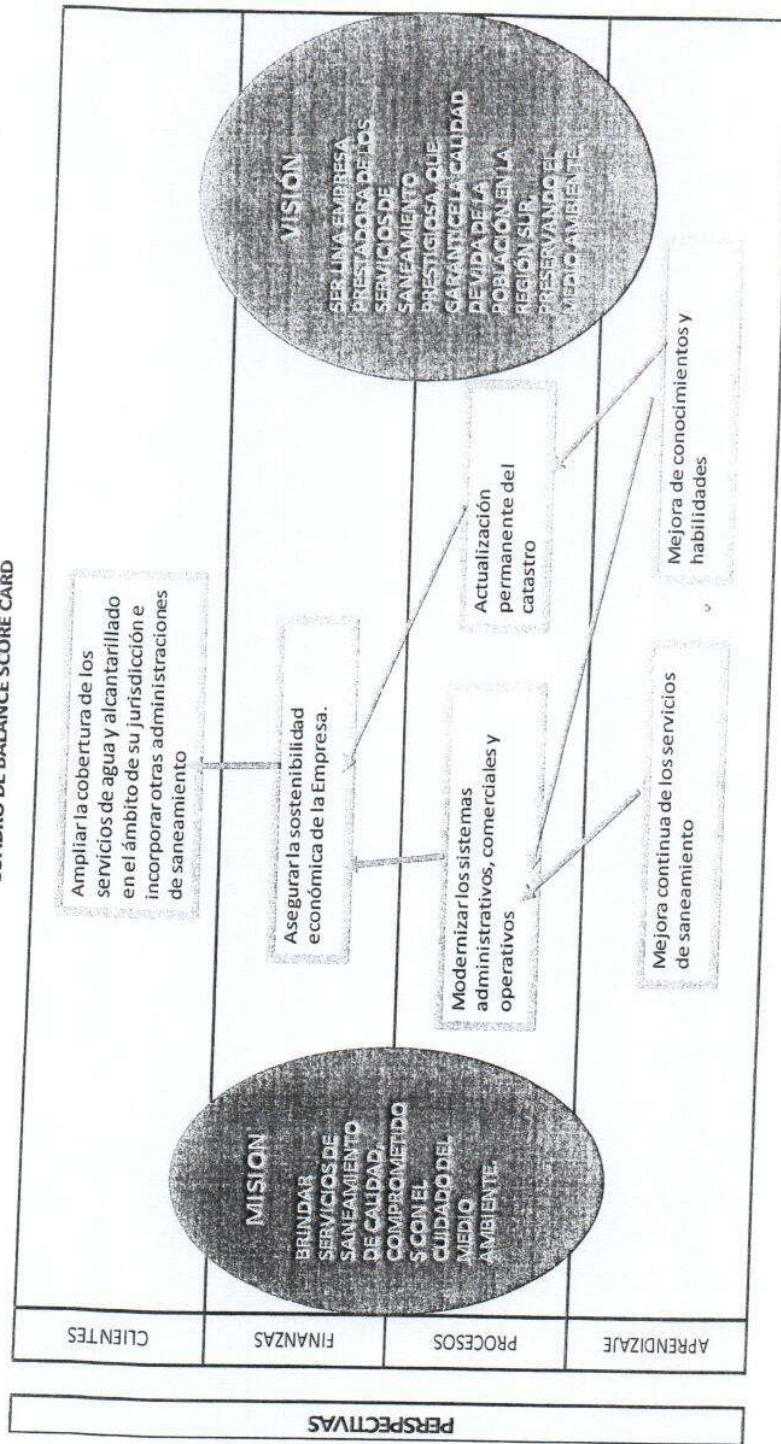 CUADRO DE BALANCE SCORE CARD
PERSPECTIVAS
CLIENTES
Ampliar la cobertura de los
servicios de agua y alcantarillado
en el ámbito de su jurisdicción e
incorporar otras administraciones
de saneamiento
FINANZAS
Asegurar la sostenibilidad
económica de la Empresa.
PROCESOS
Modernizar los sistemas
administrativos, comerciales y
operativos
Actualización
permanente del
catastro
APRENDIZAJE
Mejora continua de los servicios
de saneamiento
Mejora de conocimientos y
habilidades
MISION
BRINDAR
SERVICIOS DE
SANEAMIENTO
DE CALIDAD,
COMPROMETIDO
S CON EL
CUIDADO DEL
MEDIO
AMBIENTE.
VISIÓN
SER UNA EMPRESA
PRESTADORA DE LOS
SERVICIOS DE
SANEAMIENTO
PRESTIGIOSA, QUE
GARANTICE LA CALIDAD
DE VIDA DE LA
POBLACIÓN EN LA
REGIÓN SUR,
PRESERVANDO EL
MEDIO AMBIENTE.